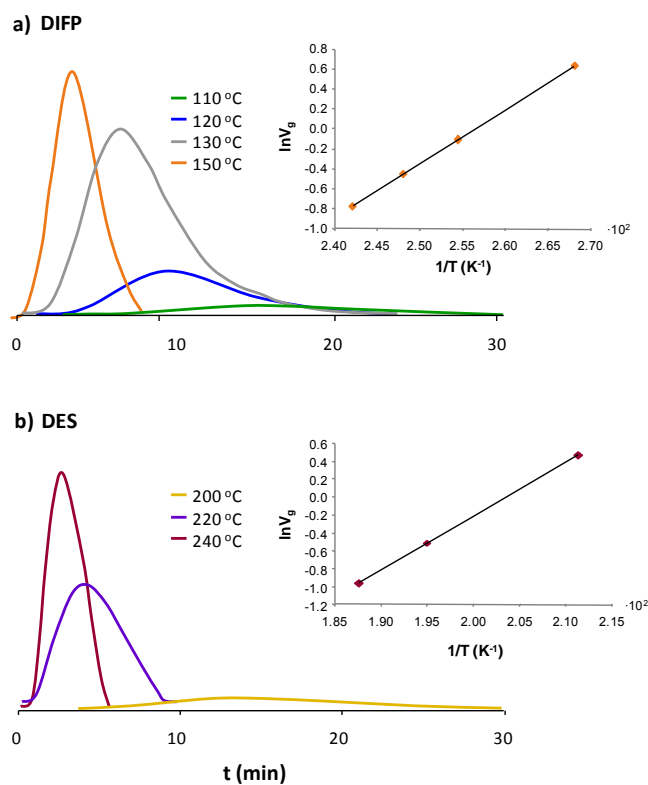 a) DIFP
110 °C
120 °C
130 °C
150 °C
lnVg
0.8
0.6
0.4
0.2
0.0
-0.2
-0.4
-0.6
-0.8
-1.0
2.40 2.45 2.50 2.55 2.60 2.65 2.70
·10²
1/T (K⁻¹)
0 10 20 30
b) DES
200 °C
220 °C
240 °C
lnVg
0.6
0.4
0.2
0.0
-0.2
-0.4
-0.6
-0.8
-1.0
-1.2
1.85 1.90 1.95 2.00 2.05 2.10 2.15
·10²
1/T (K⁻¹)
0 10 20 30
t (min)